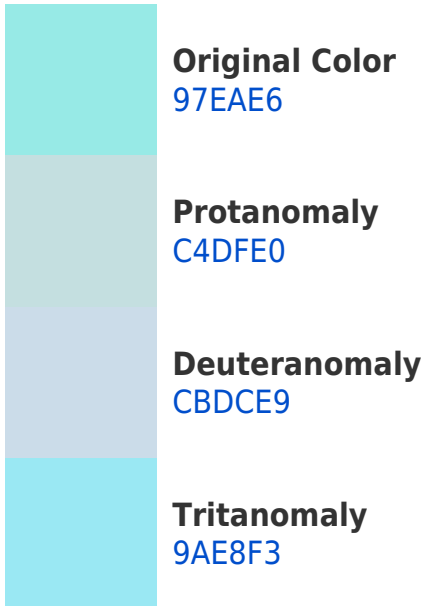 Original Color
97EAE6
Protanomaly
C4DFE0
Deuteranomaly
CBDCE9
Tritanomaly
9AE8F3